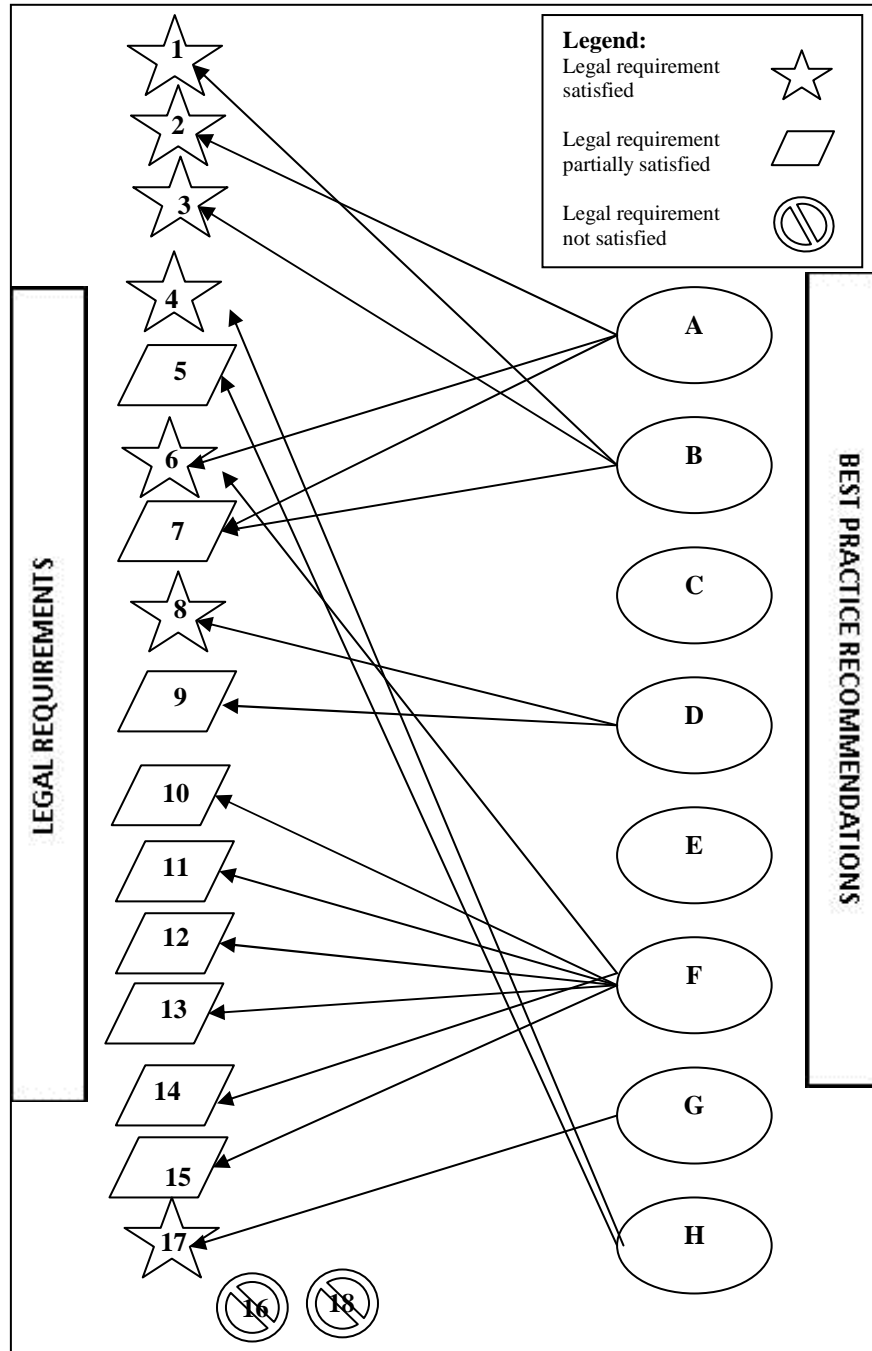 1
2
3
4
5
6
7
8
9
10
11
12
13
14
15
17
16
18
Legend:
Legal requirement
satisfied
Legal requirement
partially satisfied
Legal requirement
not satisfied
A
B
C
D
E
F
G
H
LEGAL REQUIREMENTS
BEST PRACTICE RECOMMENDATIONS